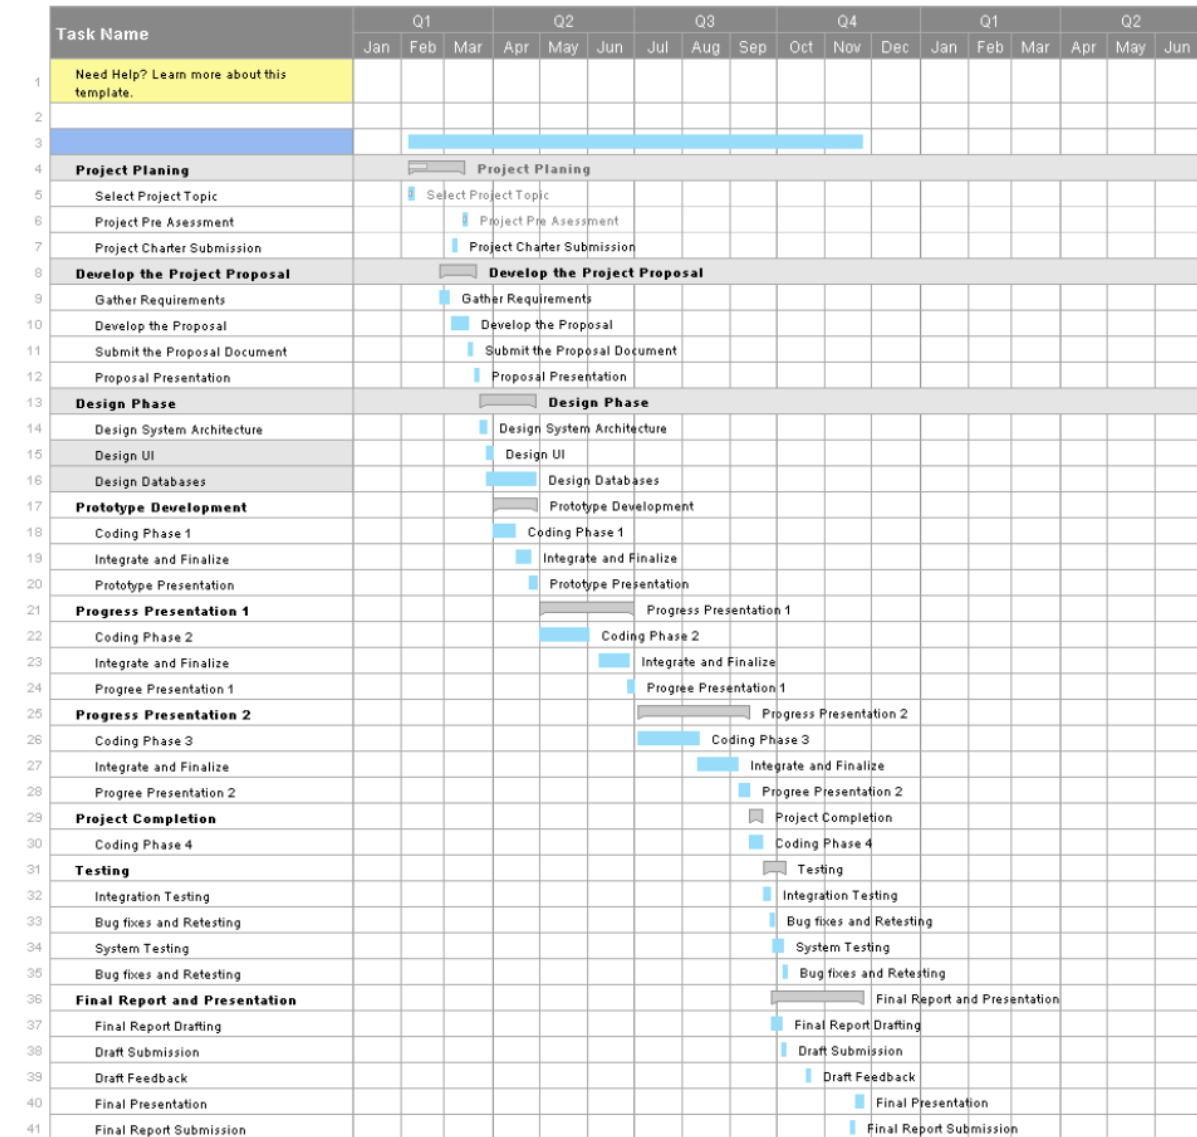 Task Name
Q1 Q2 Q3 Q4 Q1 Q2
Jan Feb Mar Apr May Jun Jul Aug Sep Oct Nov Dec Jan Feb Mar Apr May Jun
1 Need Help? Learn more about this
template.
2
3
4 Project Planing Project Planing
5 Select Project Topic Select Project Topic
6 Project Pre Asessment Project Pre Asessment
7 Project Charter Submission Project Charter Submission
8 Develop the Project Proposal Develop the Project Proposal
9 Gather Requirements Gather Requirements
10 Develop the Proposal Develop the Proposal
11 Submit the Proposal Document Submit the Proposal Document
12 Proposal Presentation Proposal Presentation
13 Design Phase Design Phase
14 Design System Architecture Design System Architecture
15 Design UI Design UI
16 Design Databases Design Databases
17 Prototype Development Prototype Development
18 Coding Phase 1 Coding Phase 1
19 Integrate and Finalize Integrate and Finalize
20 Prototype Presentation Prototype Presentation
21 Progress Presentation 1 Progress Presentation 1
22 Coding Phase 2 Coding Phase 2
23 Integrate and Finalize Integrate and Finalize
24 Progree Presentation 1 Progree Presentation 1
25 Progress Presentation 2 Progress Presentation 2
26 Coding Phase 3 Coding Phase 3
27 Integrate and Finalize Integrate and Finalize
28 Progree Presentation 2 Progree Presentation 2
29 Project Completion Project Completion
30 Coding Phase 4 Coding Phase 4
31 Testing Testing
32 Integration Testing Integration Testing
33 Bug fixes and Retesting Bug fixes and Retesting
34 System Testing System Testing
35 Bug fixes and Retesting Bug fixes and Retesting
36 Final Report and Presentation Final Report and Presentation
37 Final Report Drafting Final Report Drafting
38 Draft Submission Draft Submission
39 Draft Feedback Draft Feedback
40 Final Presentation Final Presentation
41 Final Report Submission Final Report Submission